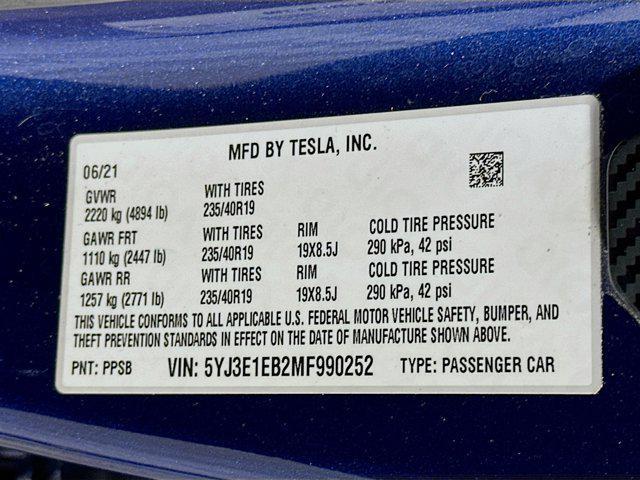 MFD BY TESLA, INC.
06/21
GVWR WITH TIRES
2220 kg (4894 lb) 235/40R19
GAWR FRT WITH TIRES RIM COLD TIRE PRESSURE
1110 kg (2447 lb) 235/40R19 19X8.5J 290 kPa, 42 psi
GAWR RR WITH TIRES RIM COLD TIRE PRESSURE
1257 kg (2771 lb) 235/40R19 19X8.5J 290 kPa, 42 psi
THIS VEHICLE CONFORMS TO ALL APPLICABLE U.S. FEDERAL MOTOR VEHICLE SAFETY, BUMPER, AND
THEFT PREVENTION STANDARDS IN EFFECT ON THE DATE OF MANUFACTURE SHOWN ABOVE.
PNT: PPSB VIN: 5YJ3E1EB2MF990252 TYPE: PASSENGER CAR